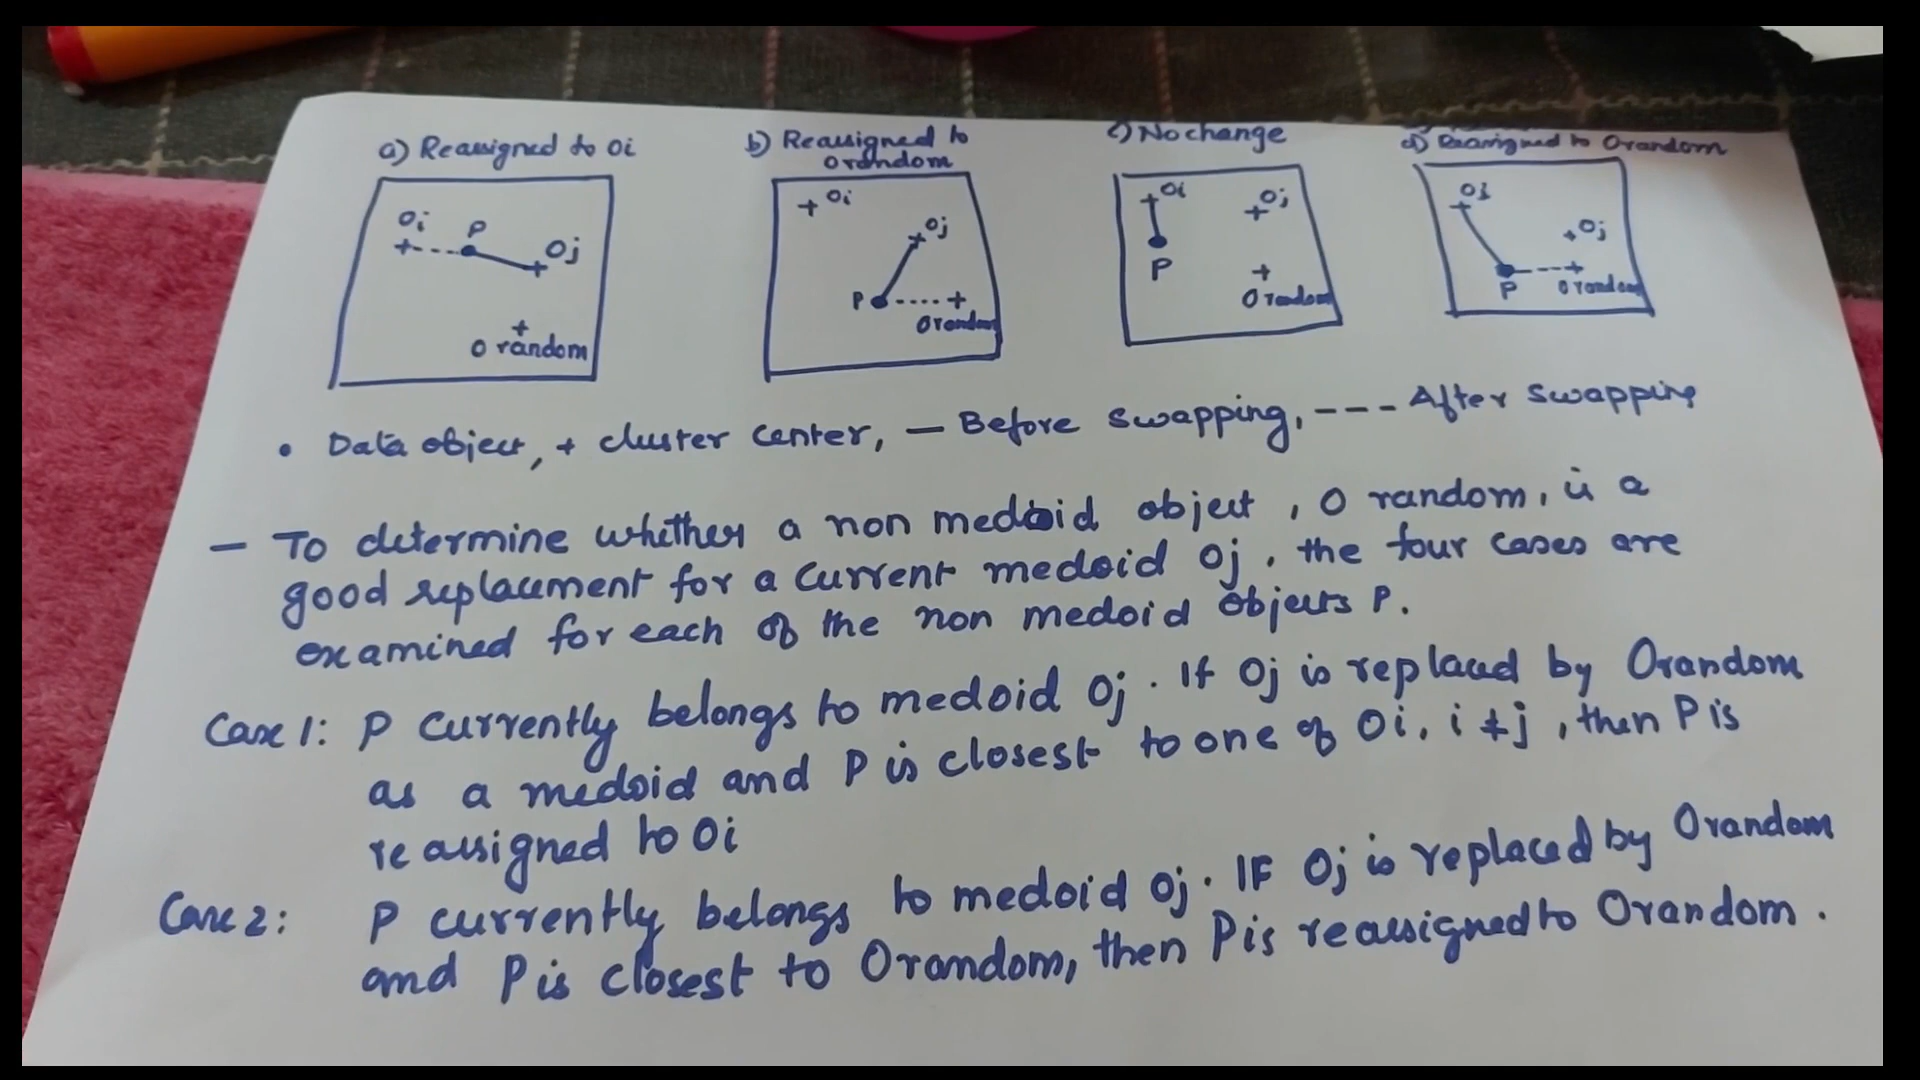 a) Reassigned to Oi
b) Reassigned to
Orandom
c) No change
d) Reassigned to Orandom
Oi
P
Oj
O random
Oi
Oj
P
Orandom
Oi
Oj
P
O random
Oi
Oj
P
O random
• Data object, + cluster center, — Before swapping, --- After swapping
— To determine whether a non medoid object, O random, is a
good replacement for a current medoid Oj, the four cases are
examined for each of the non medoid objects P.
Case 1: P currently belongs to medoid Oj. If Oj is replaced by Orandom
as a medoid and P is closest to one of Oi, i ≠ j, then P is
reassigned to Oi
Case 2: P currently belongs to medoid Oj. IF Oj is replaced by Orandom
and P is closest to Orandom, then P is reassigned to Orandom.